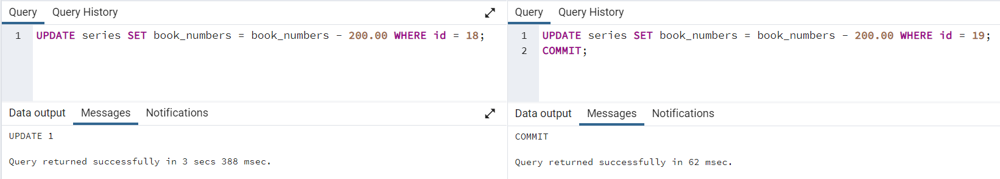 Query Query History
1 UPDATE series SET book_numbers = book_numbers - 200.00 WHERE id = 18;
Data output Messages Notifications
UPDATE 1
Query returned successfully in 3 secs 388 msec.
Query Query History
1 UPDATE series SET book_numbers = book_numbers - 200.00 WHERE id = 19;
2 COMMIT;
Data output Messages Notifications
COMMIT
Query returned successfully in 62 msec.